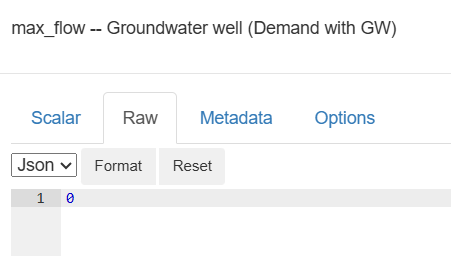 max_flow -- Groundwater well (Demand with GW)
Scalar Raw Metadata Options
Json Format Reset
1 0